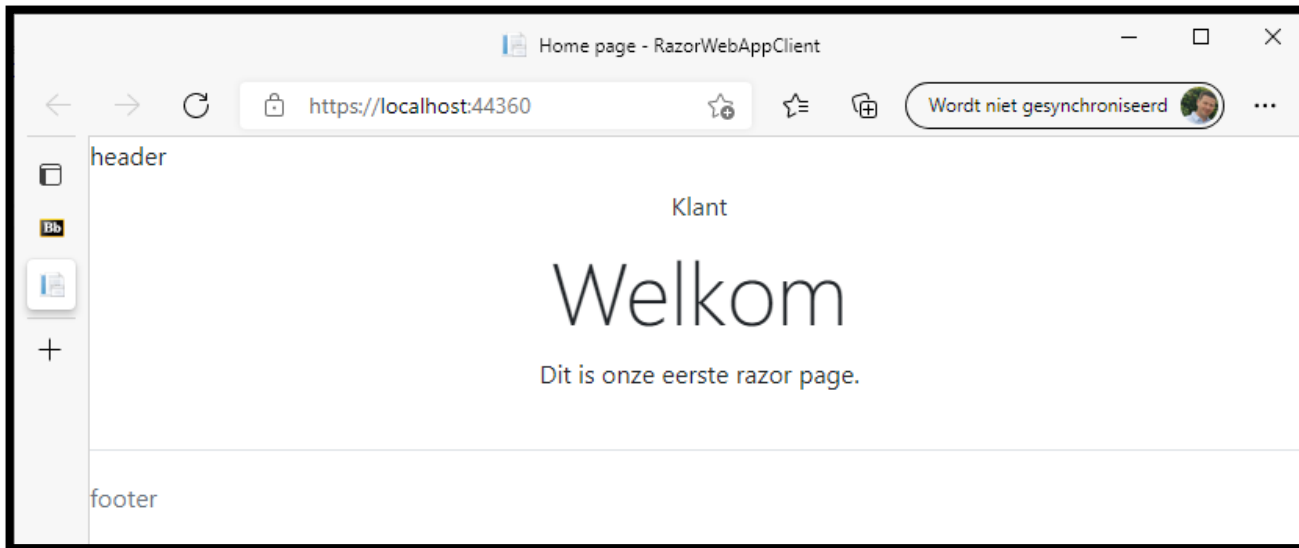 Home page - RazorWebAppClient
https://localhost:44360
Wordt niet gesynchroniseerd
header
Bb
Klant
Welkom
Dit is onze eerste razor page.
footer